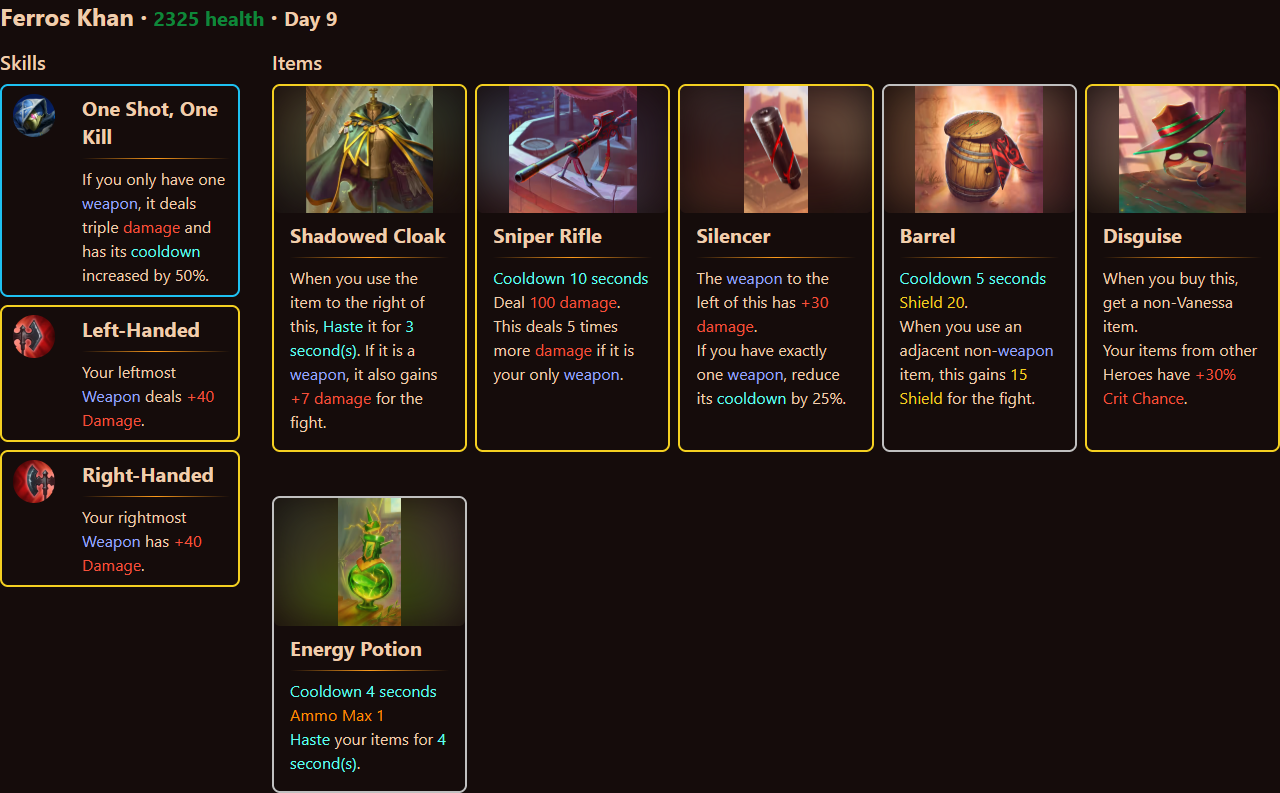 Ferros Khan · 2325 health · Day 9
Skills
One Shot, One
Kill
If you only have one
weapon, it deals
triple damage and
has its cooldown
increased by 50%.
Left-Handed
Your leftmost
Weapon deals +40
Damage.
Right-Handed
Your rightmost
Weapon has +40
Damage.
Items
Shadowed Cloak
When you use the
item to the right of
this, Haste it for 3
second(s). If it is a
weapon, it also gains
+7 damage for the
fight.
Sniper Rifle
Cooldown 10 seconds
Deal 100 damage.
This deals 5 times
more damage if it is
your only weapon.
Silencer
The weapon to the
left of this has +30
damage.
If you have exactly
one weapon, reduce
its cooldown by 25%.
Barrel
Cooldown 5 seconds
Shield 20.
When you use an
adjacent non-weapon
item, this gains 15
Shield for the fight.
Disguise
When you buy this,
get a non-Vanessa
item.
Your items from other
Heroes have +30%
Crit Chance.
Energy Potion
Cooldown 4 seconds
Ammo Max 1
Haste your items for 4
second(s).